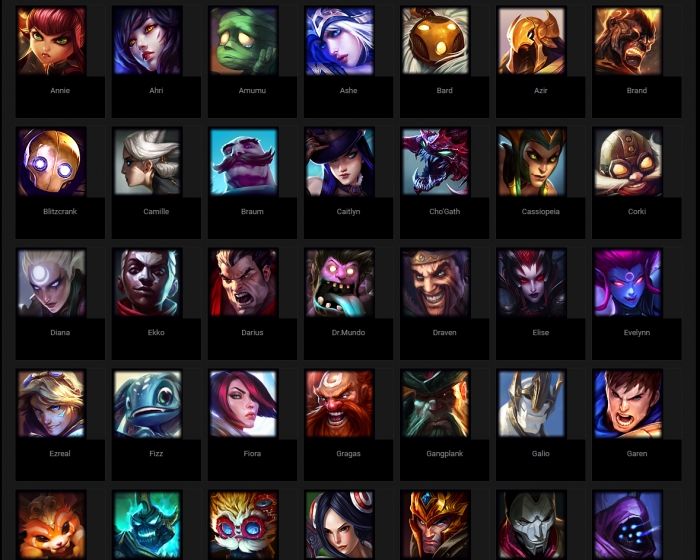 Annie Ahri Amumu Ashe Bard Azir Brand
Blitzcrank Camille Braum Caitlyn Cho'Gath Cassiopeia Corki
Diana Ekko Darius Dr.Mundo Draven Elise Evelynn
Ezreal Fizz Fiora Gragas Gangplank Galio Garen